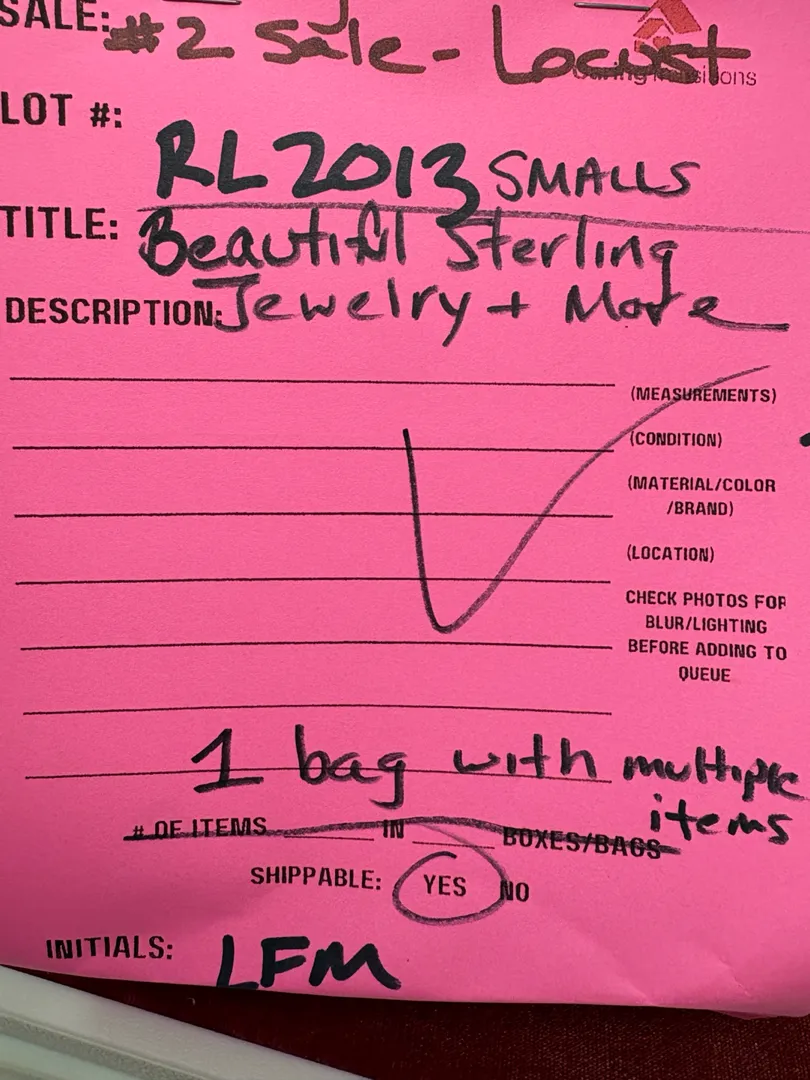 SALE: #2 Sale - Locust
LOT #: RL2013 SMALLS
TITLE: Beautiful Sterling
DESCRIPTION: Jewelry + More
(MEASUREMENTS)
(CONDITION)
(MATERIAL/COLOR
/BRAND)
(LOCATION)
CHECK PHOTOS FOR
BLUR/LIGHTING
BEFORE ADDING TO
QUEUE
1 bag with multiple
items
# OF ITEMS IN BOXES/BAGS
SHIPPABLE: YES NO
INITIALS: LFM